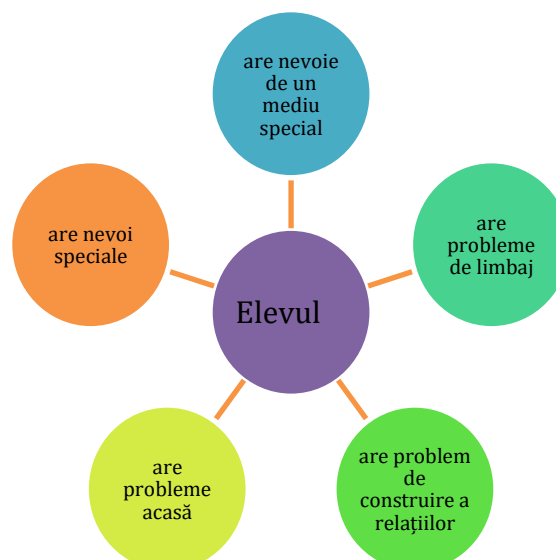 are nevoie
de un
mediu
special
are nevoi
speciale
are
probleme
de limbaj
Elevul
are
probleme
acasă
are problem
de
construire a
relațiilor